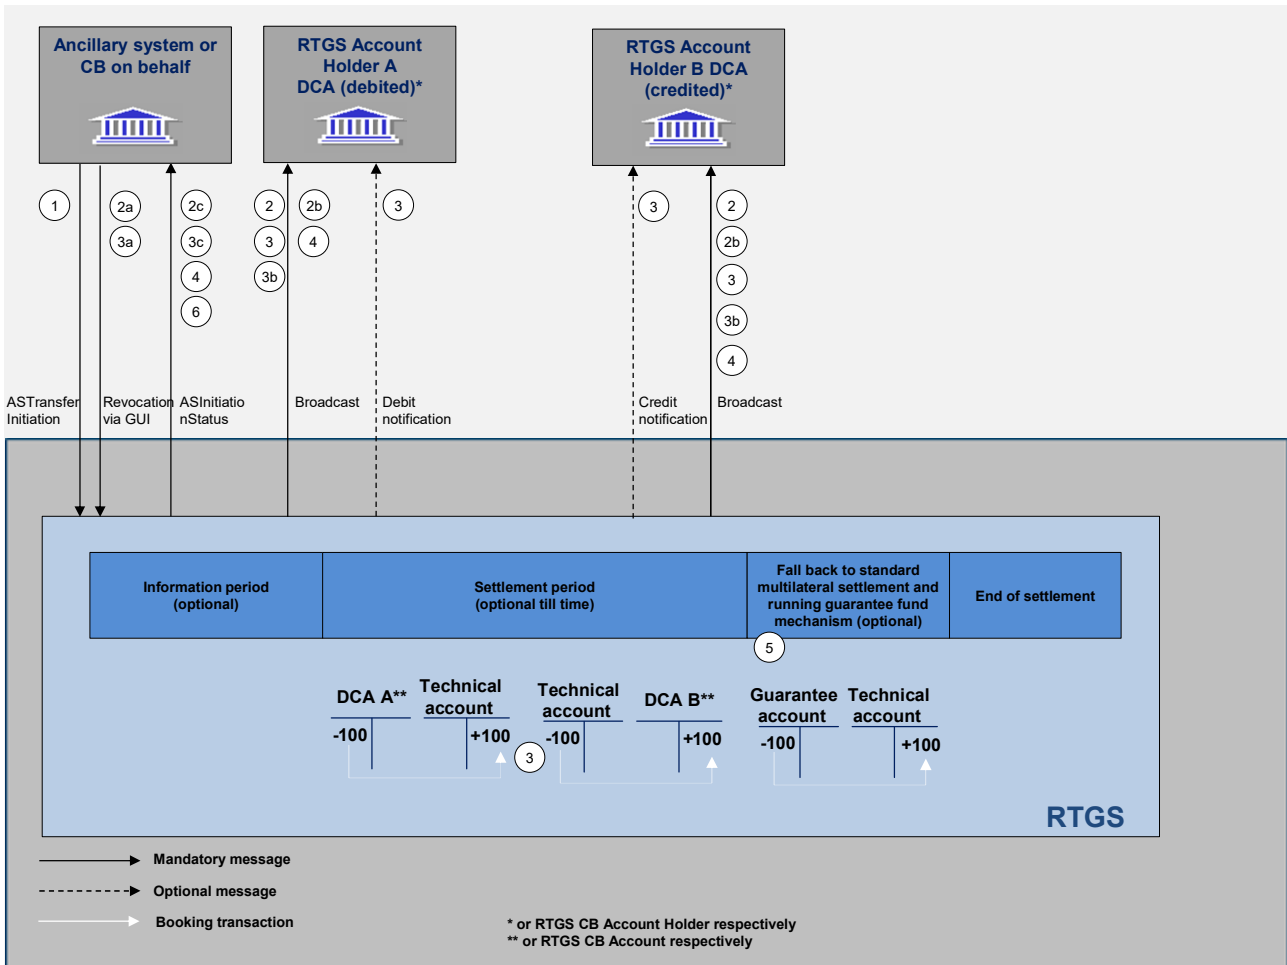 Ancillary system or
CB on behalf
RTGS Account
Holder A
DCA (debited)*
RTGS Account
Holder B DCA
(credited)*
1
2a
3a
2c
3c
4
6
2
3
3b
2b
4
3
3
2
2b
3
3b
4
ASTransfer
Initiation
Revocation
via GUI
ASInitiatio
nStatus
Broadcast
Debit
notification
Credit
notification
Broadcast
Information period
(optional)
Settlement period
(optional till time)
Fall back to standard
multilateral settlement and
running guarantee fund
mechanism (optional)
End of settlement
5
DCA A**
Technical
account
Technical
account
DCA B**
Guarantee
account
Technical
account
-100
+100
3
-100
+100
-100
+100
RTGS
Mandatory message
Optional message
Booking transaction
* or RTGS CB Account Holder respectively
** or RTGS CB Account respectively